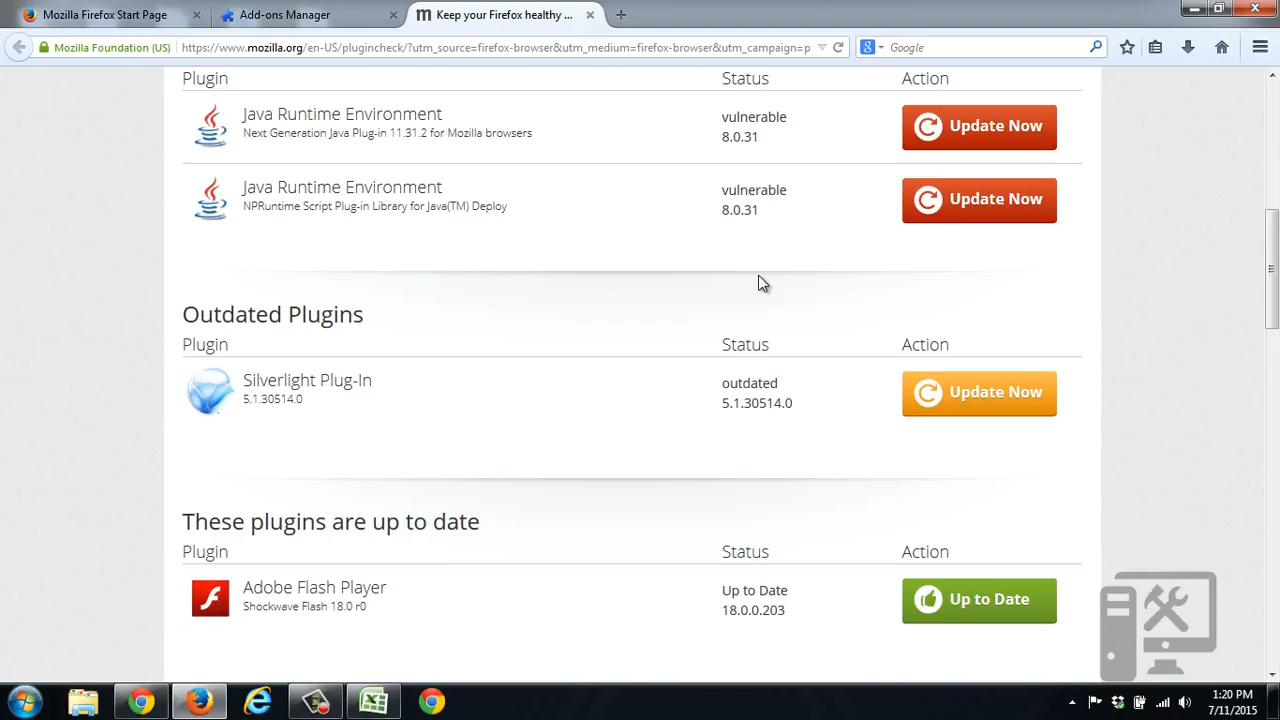 Mozilla Firefox Start Page
Add-ons Manager
Keep your Firefox healthy ...
Mozilla Foundation (US)
https://www.mozilla.org/en-US/plugincheck/?utm_source=firefox-browser&utm_medium=firefox-browser&utm_campaign=p
Google
Plugin Status Action
Java Runtime Environment
Next Generation Java Plug-in 11.31.2 for Mozilla browsers
vulnerable
8.0.31
Update Now
Java Runtime Environment
NPRuntime Script Plug-in Library for Java(TM) Deploy
vulnerable
8.0.31
Update Now
Outdated Plugins
Plugin Status Action
Silverlight Plug-In
5.1.30514.0
outdated
5.1.30514.0
Update Now
These plugins are up to date
Plugin Status Action
Adobe Flash Player
Shockwave Flash 18.0 r0
Up to Date
18.0.0.203
Up to Date
1:20 PM
7/11/2015